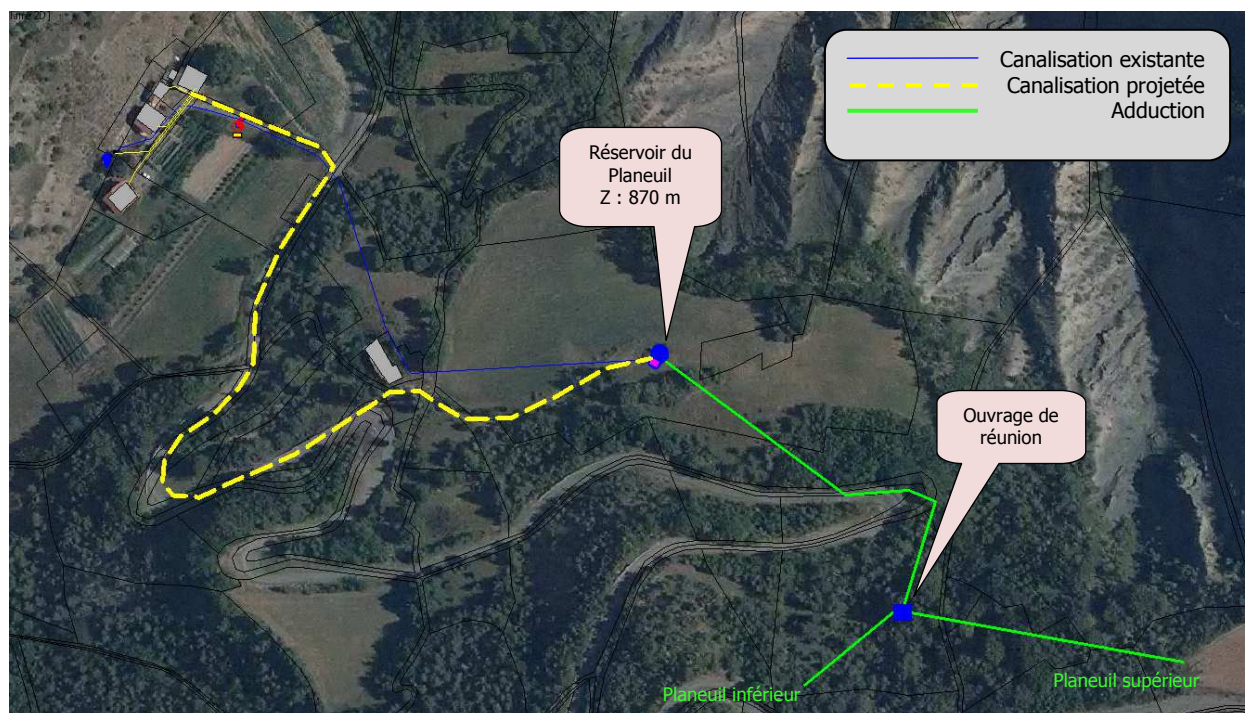 Canalisation existante
Canalisation projetée
Adduction
Réservoir du
Planeuil
Z : 870 m
Ouvrage de
réunion
Planeuil inférieur
Planeuil supérieur